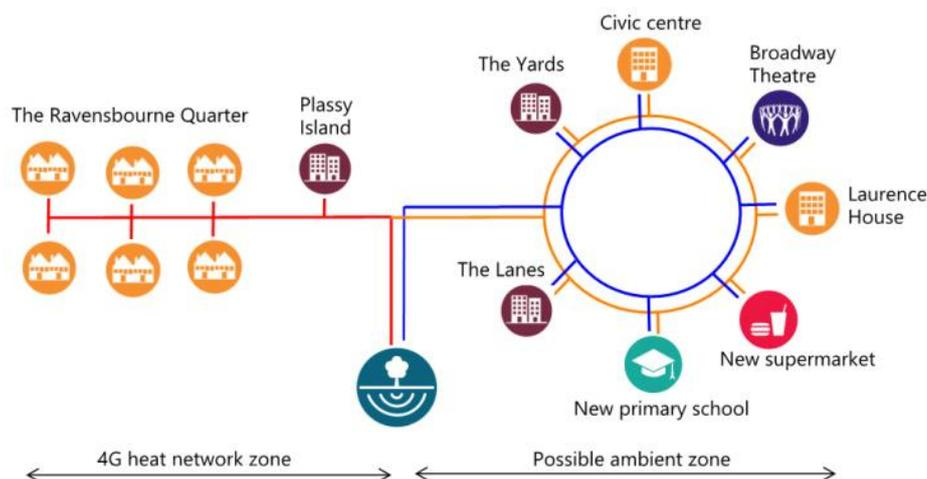 Civic centre
The Yards
Broadway
Theatre
The Ravensbourne Quarter
Plassy
Island
Laurence
House
The Lanes
New supermarket
New primary school
4G heat network zone
Possible ambient zone